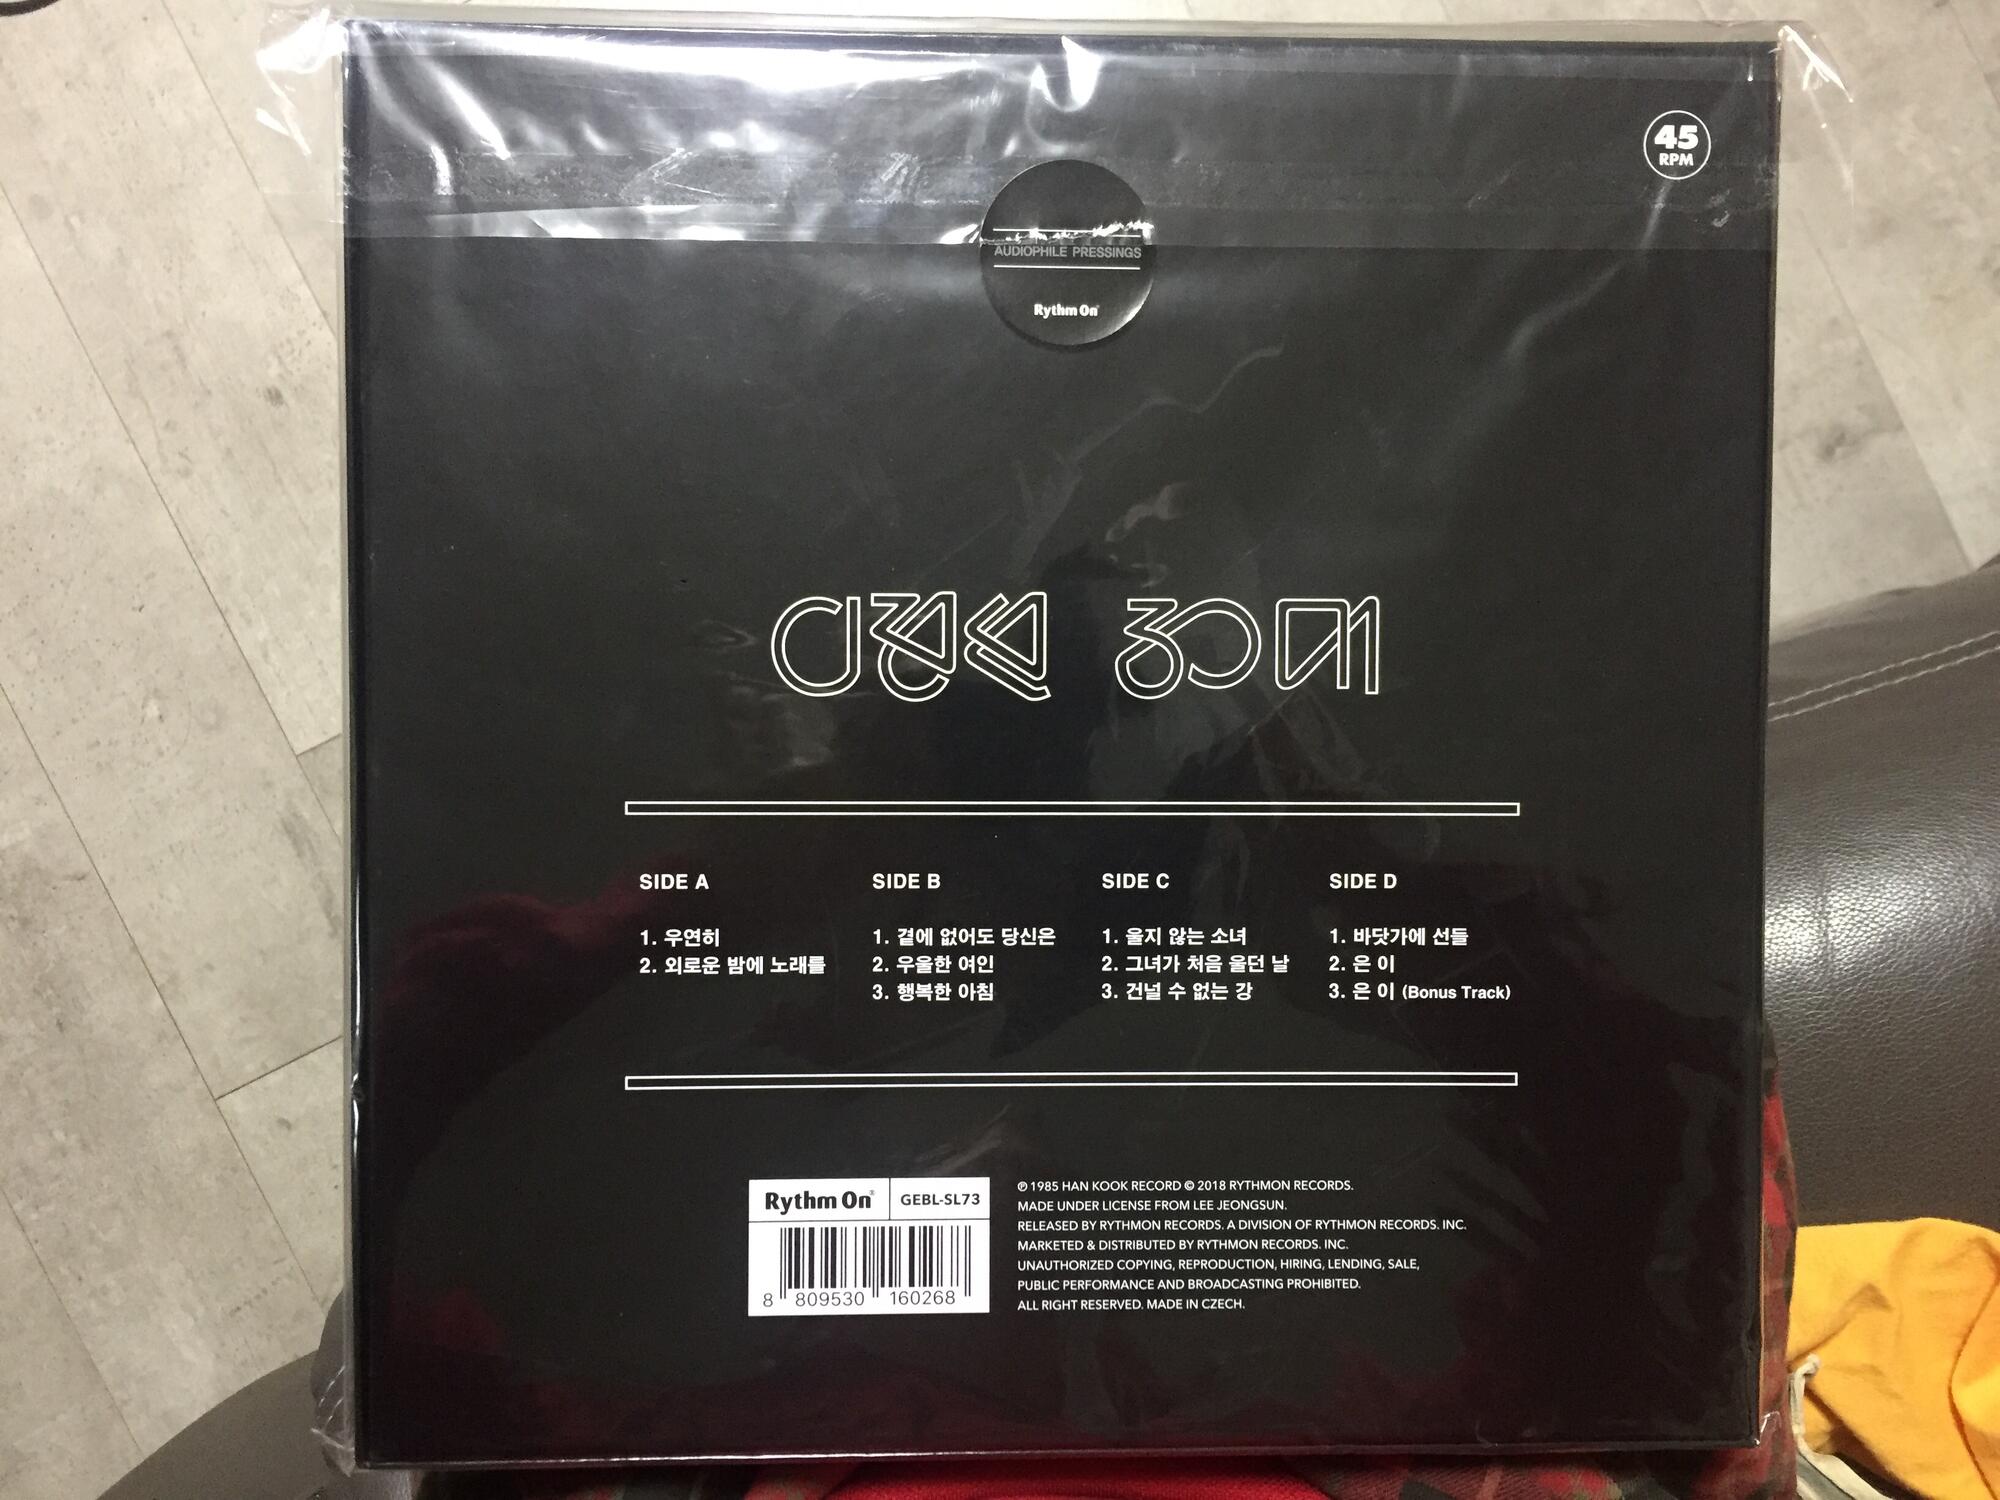 45
RPM
AUDIOPHILE PRESSINGS
Rythm On
SIDE A
1. 우연히
2. 외로운 밤에 노래를
SIDE B
1. 곁에 없어도 당신은
2. 우울한 여인
3. 행복한 아침
SIDE C
1. 울지 않는 소녀
2. 그녀가 처음 울던 날
3. 건널 수 없는 강
SIDE D
1. 바닷가에 선들
2. 은 이
3. 은 이 (Bonus Track)
Rythm On®
GEBL-SL73
8 809530 160268
℗ 1985 HAN KOOK RECORD © 2018 RYTHMON RECORDS.
MADE UNDER LICENSE FROM LEE JEONGSUN.
RELEASED BY RYTHMON RECORDS. A DIVISION OF RYTHMON RECORDS. INC.
MARKETED & DISTRIBUTED BY RYTHMON RECORDS. INC.
UNAUTHORIZED COPYING, REPRODUCTION, HIRING, LENDING, SALE,
PUBLIC PERFORMANCE AND BROADCASTING PROHIBITED.
ALL RIGHT RESERVED. MADE IN CZECH.